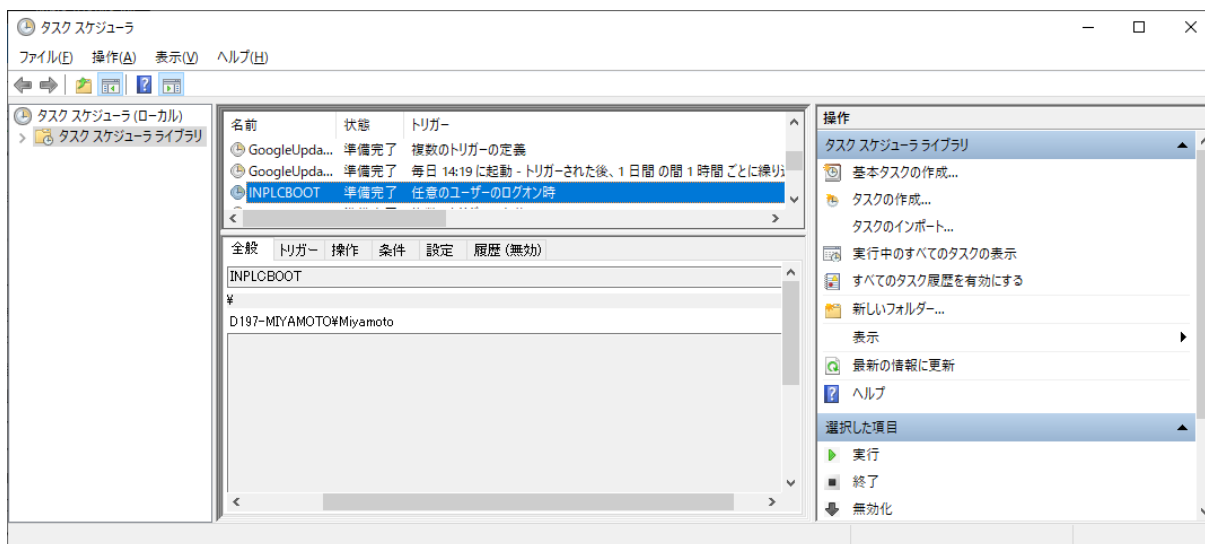 タスク スケジューラ
ファイル(F) 操作(A) 表示(V) ヘルプ(H)
タスク スケジューラ (ローカル)
タスク スケジューラ ライブラリ
名前 状態 トリガー
GoogleUpda... 準備完了 複数のトリガーの定義
GoogleUpda... 準備完了 毎日 14:19 に起動 - トリガーされた後、1 日間 の間 1 時間 ごとに繰り
INPLCBOOT 準備完了 任意のユーザーのログオン時
全般 トリガー 操作 条件 設定 履歴 (無効)
INPLCBOOT
¥
D197-MIYAMOTO¥Miyamoto
操作
タスク スケジューラ ライブラリ
基本タスクの作成...
タスクの作成...
タスクのインポート...
実行中のすべてのタスクの表示
すべてのタスク履歴を有効にする
新しいフォルダー...
表示
最新の情報に更新
ヘルプ
選択した項目
実行
終了
無効化